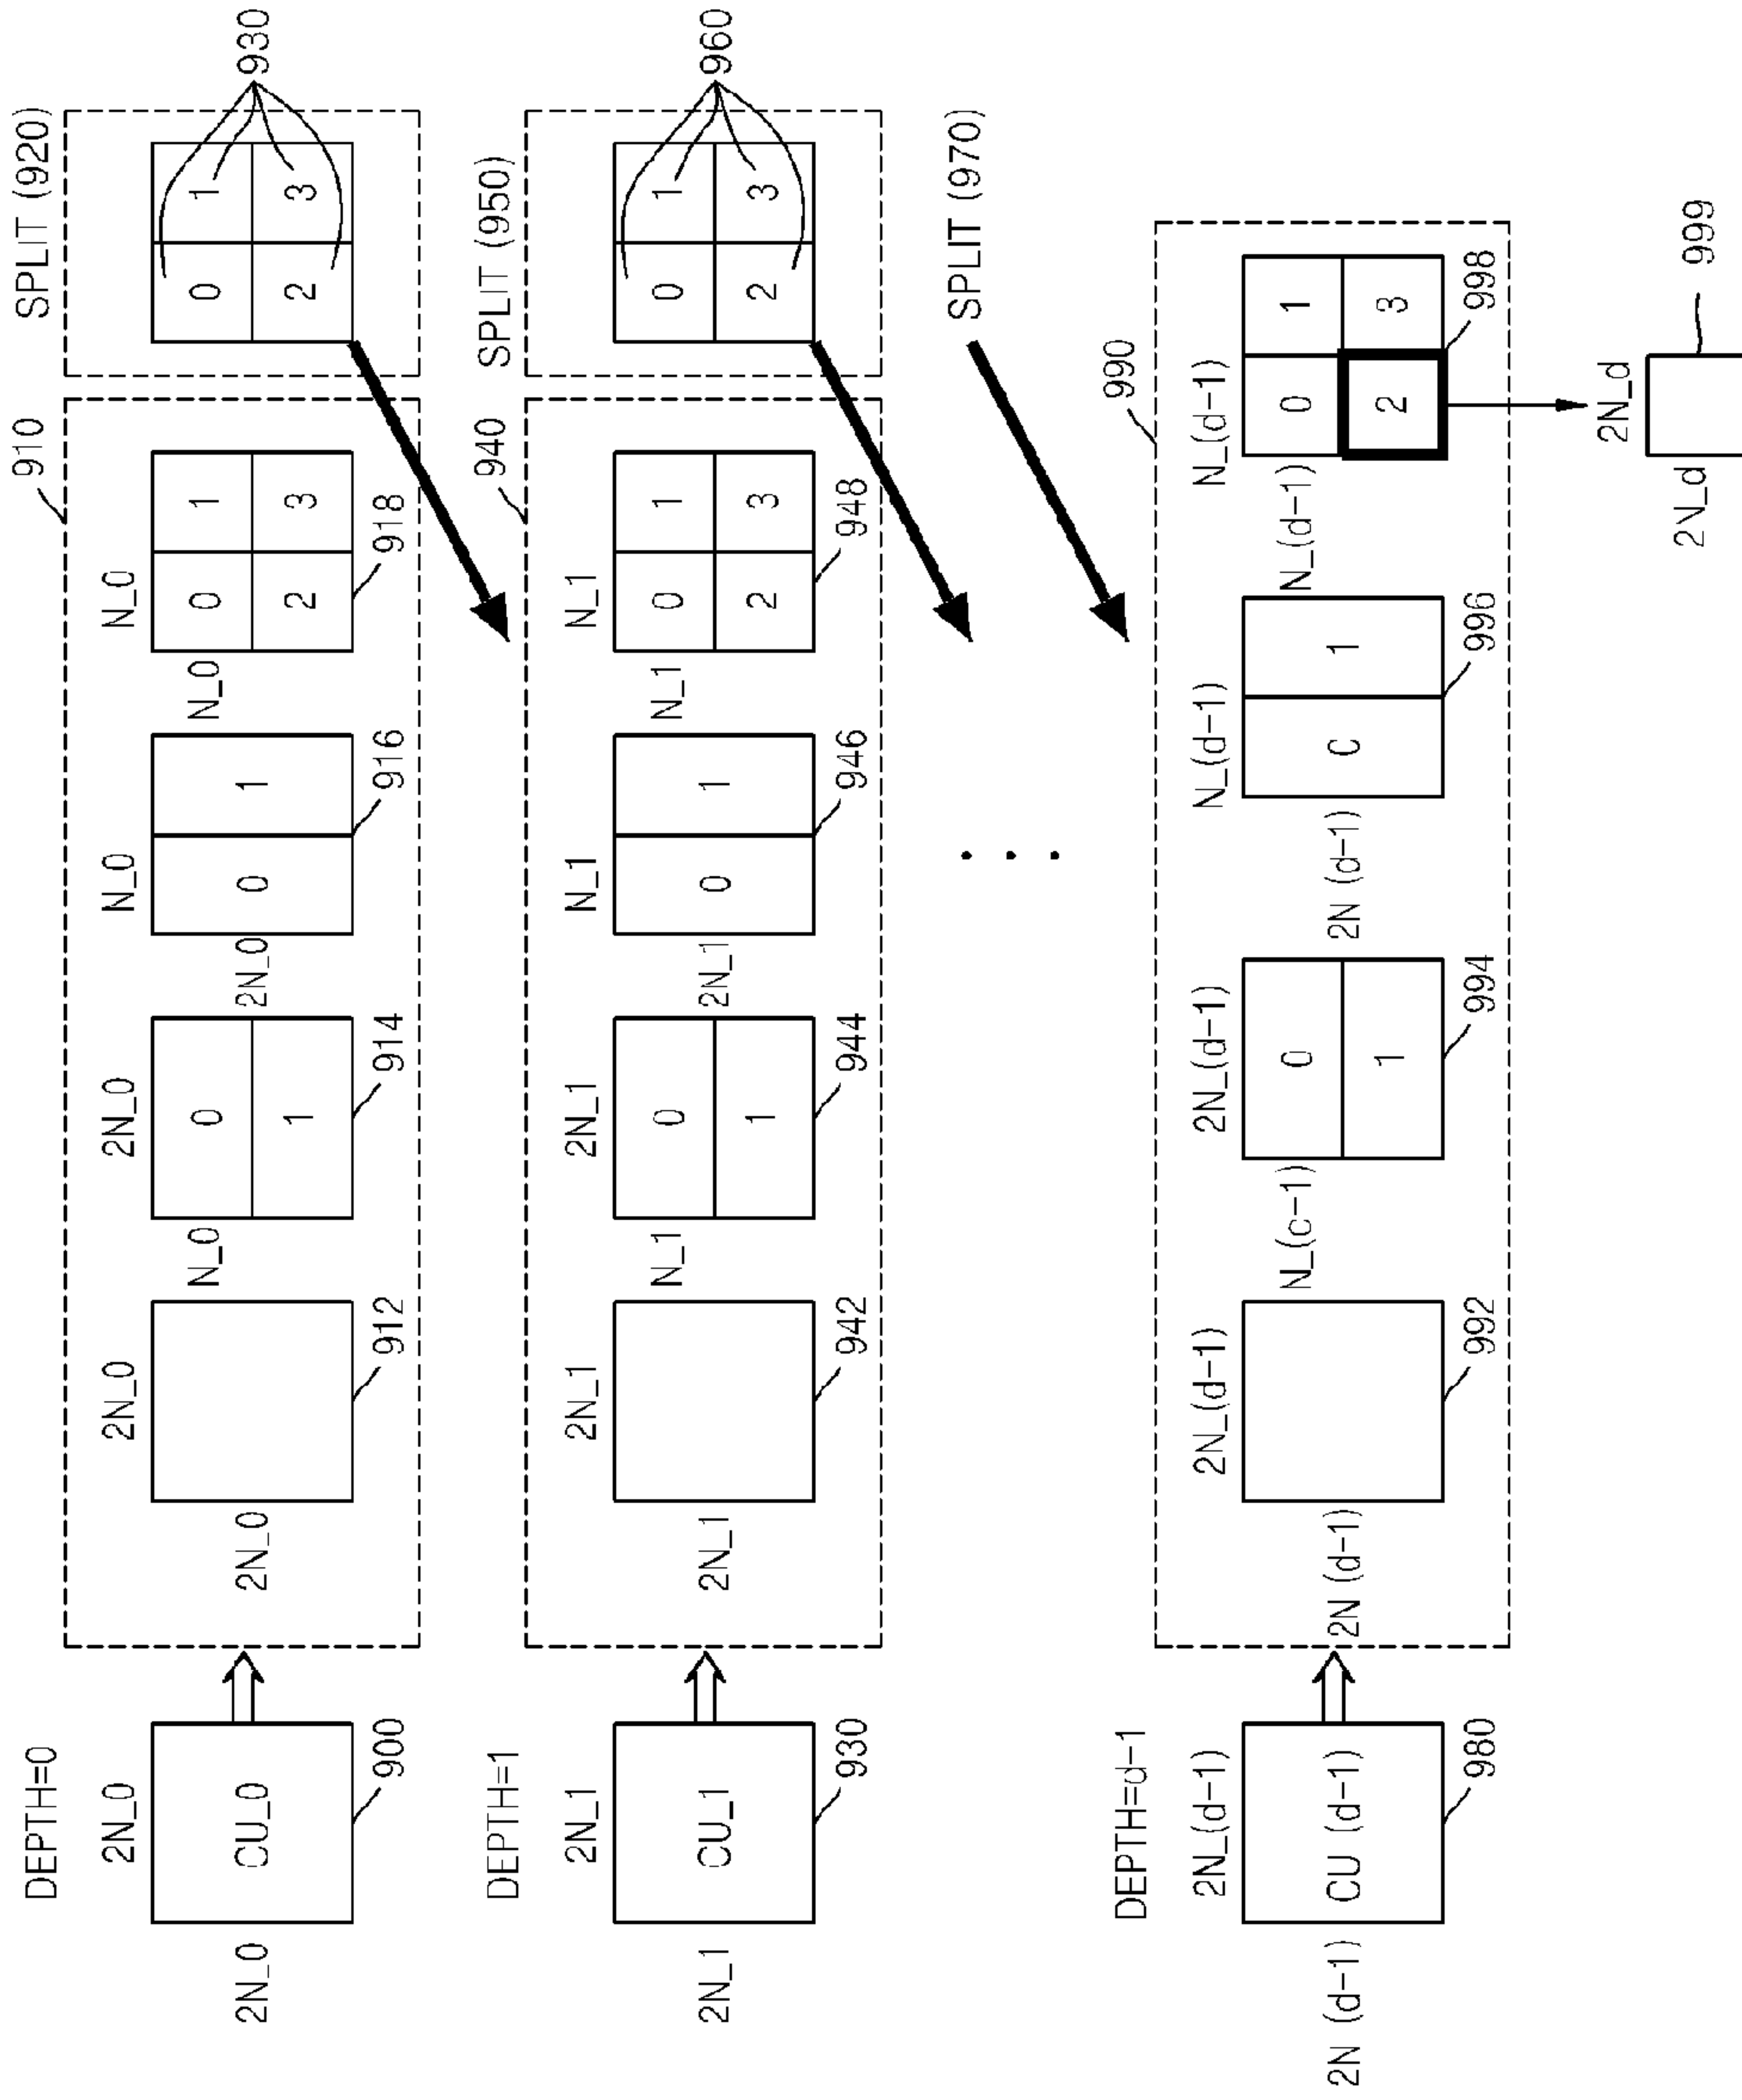 DEPTH=0
2N_0
2N_0
CU_0
900
910
2N_0
2N_0
912
2N_0
N_0
0
1
914
N_0
2N_0
0
1
916
N_0
N_0
0
1
2
3
918
SPLIT (920)
0
1
2
3
930
DEPTH=1
2N_1
2N_1
CU_1
930
940
2N_1
2N_1
942
2N_1
N_1
0
1
944
N_1
2N_1
0
1
946
N_1
N_1
0
1
2
3
948
SPLIT (950)
0
1
2
3
960
SPLIT (970)
DEPTH=d-1
2N_(d-1)
2N (d-1)
CU (d-1)
980
990
2N_(d-1)
2N (d-1)
992
2N_(d-1)
N_(c-1)
0
1
994
N_(d-1)
2N (d-1)
C
1
996
N_(d-1)
N_(d-1)
0
1
2
3
998
2N_d
2N_d
999